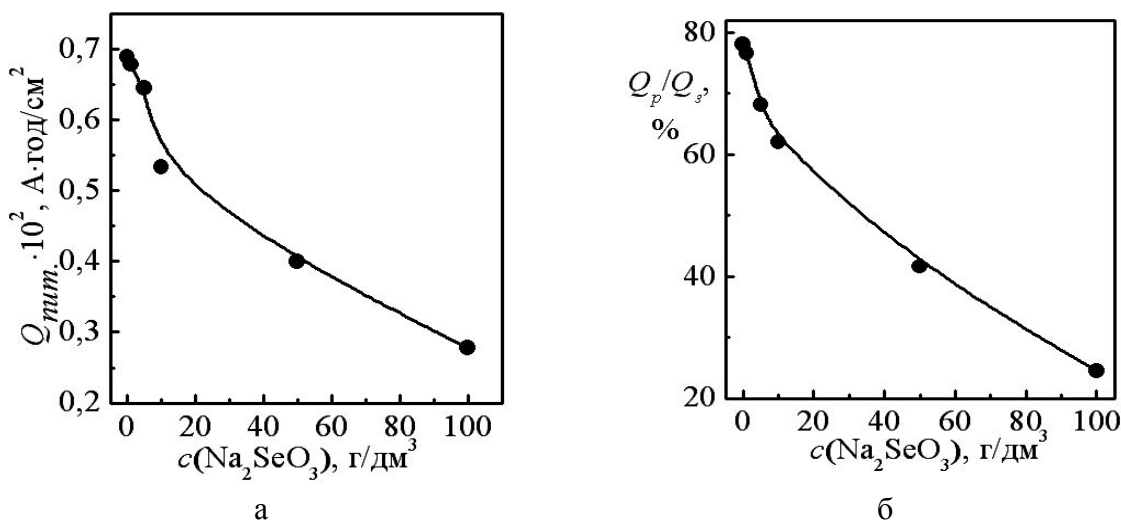 Q_пит.·10², А·год/см²
0,7
0,6
0,5
0,4
0,3
0,2
0 20 40 60 80 100
c(Na₂SeO₃), г/дм³
а
Q_р/Q_з,
%
80
60
40
20
0 20 40 60 80 100
c(Na₂SeO₃), г/дм³
б